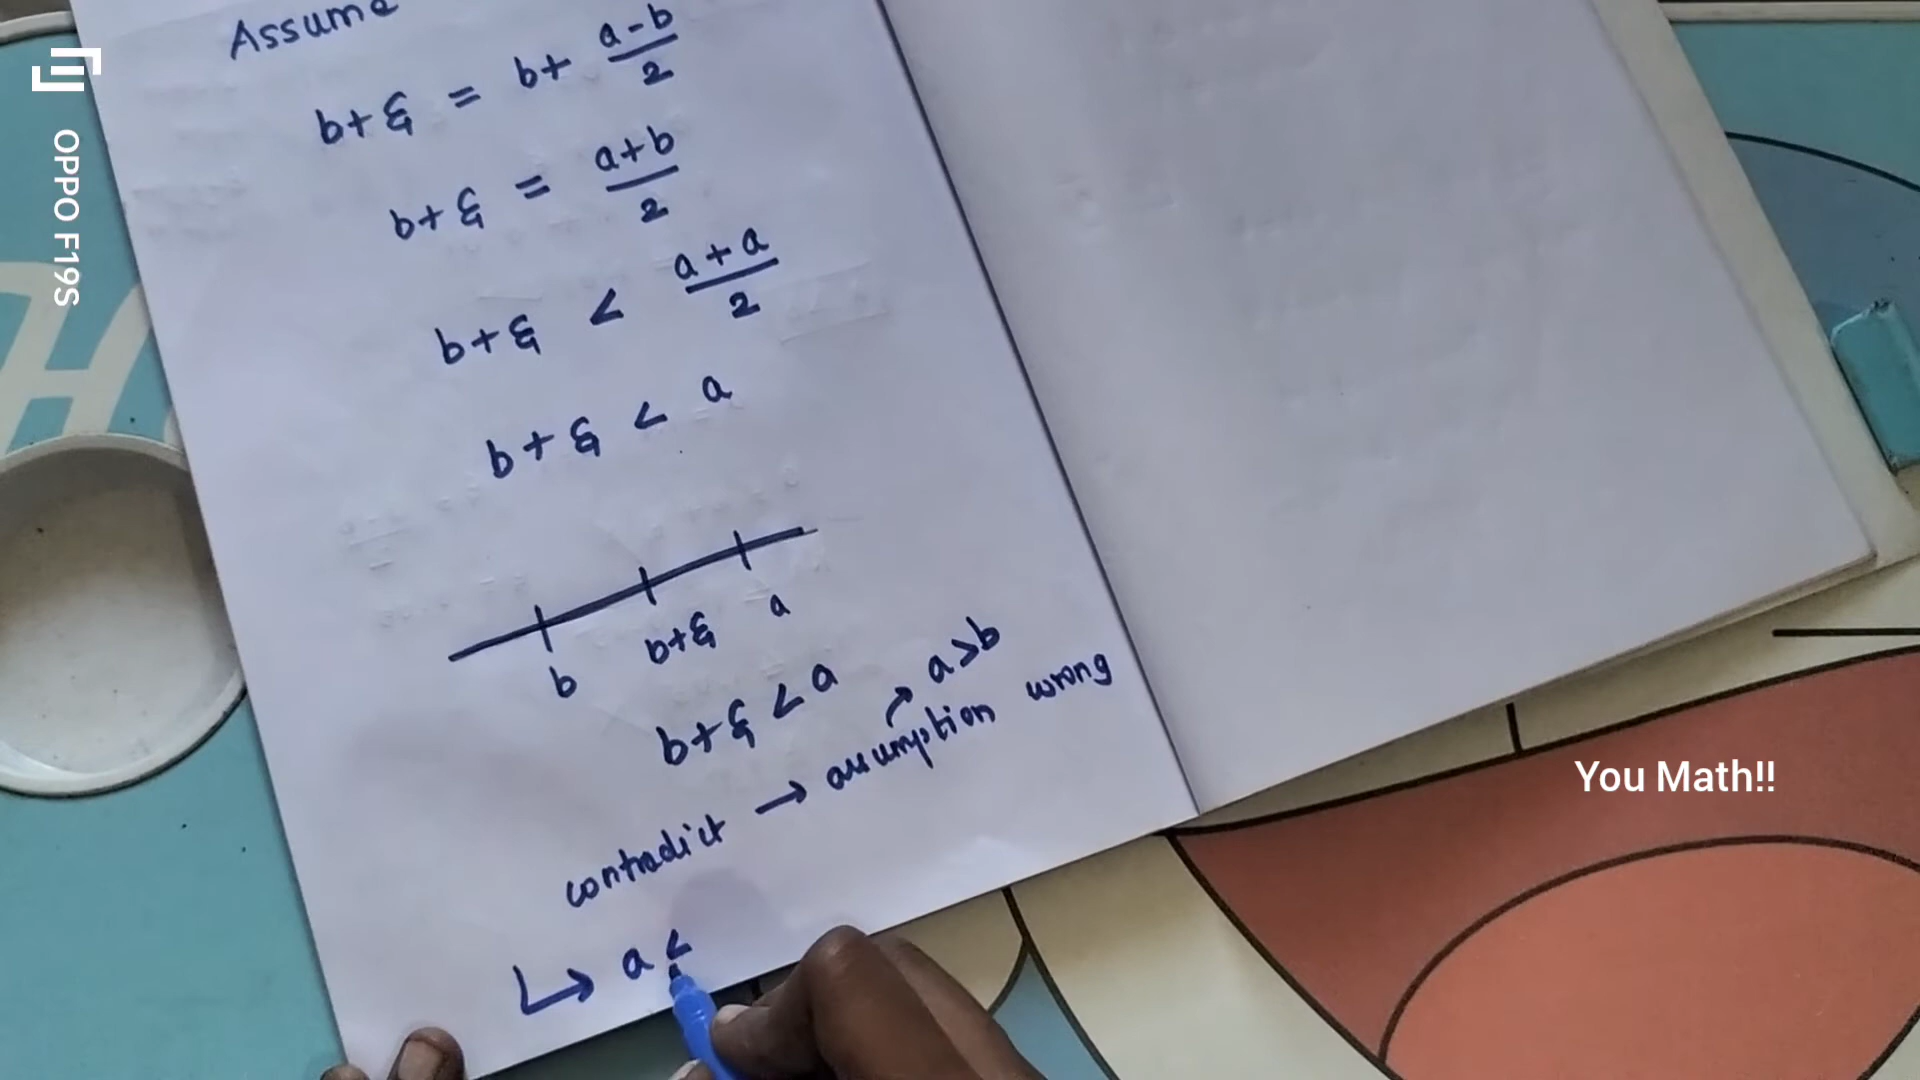 Assume
b+ε = b+ a-b/2
b+ε = a+b/2
b+ε < a+a/2
b+ε < a
b b+ε a
b+ε < a
a>b
contradict → assumption wrong
↳ a <
OPPO F19S
You Math!!